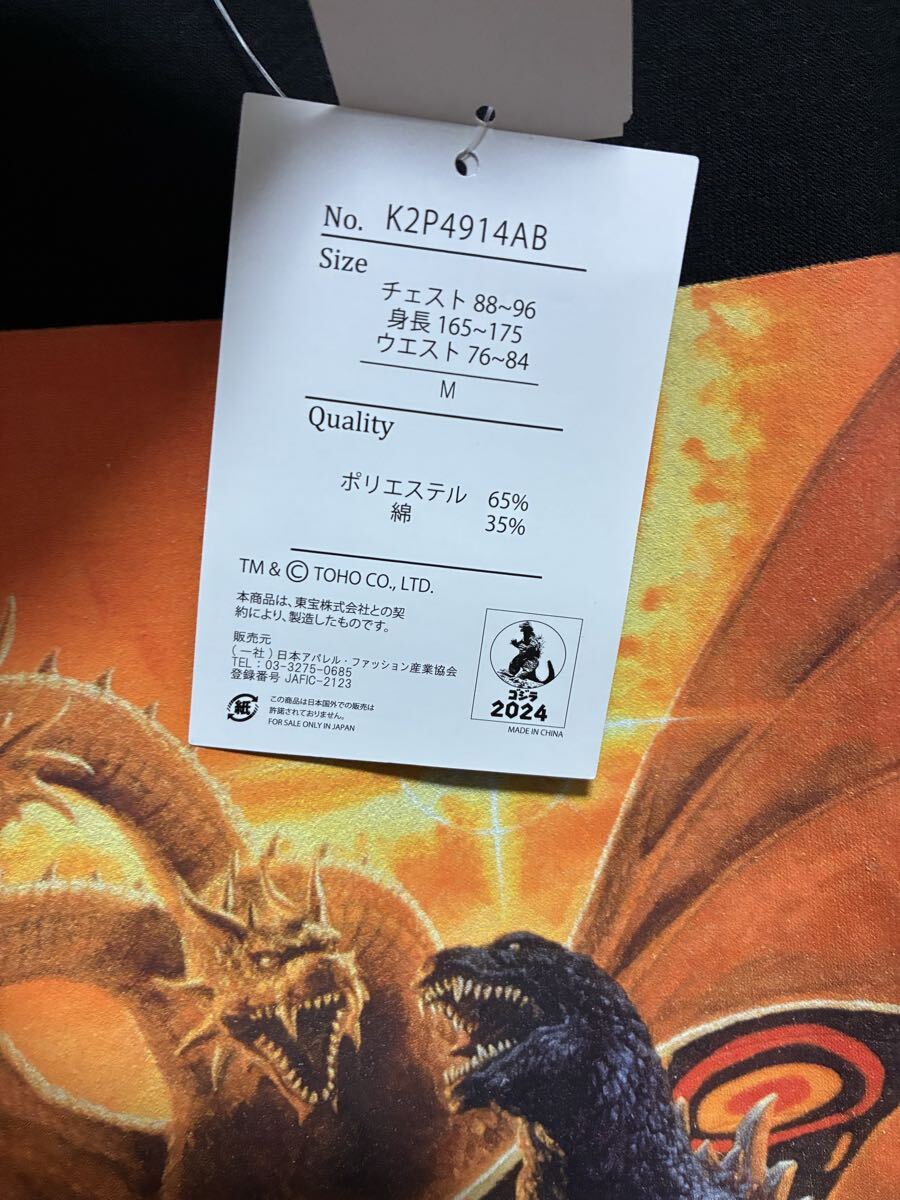 No. K2P4914AB
Size
チェスト 88~96
身長 165~175
ウエスト 76~84
M
Quality
ポリエステル 65%
綿 35%
TM & © TOHO CO., LTD.
本商品は、東宝株式会社との契
約により、製造したものです。
販売元
(一社)日本アパレル・ファッション産業協会
TEL:03-3275-0685
登録番号 JAFIC-2123
紙
この商品は日本国外での販売は
許諾されておりません。
FOR SALE ONLY IN JAPAN
ゴジラ
2024
MADE IN CHINA